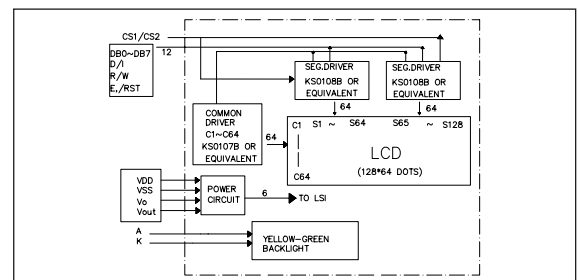 CS1/CS2
DB0~DB7
D/I
R/W
E./RST
12
SEG.DRIVER
KS0108B OR
EQUIVALENT
SEG.DRIVER
KS0108B OR
EQUIVALENT
64
64
COMMON
DRIVER
C1~C64
KS0107B OR
EQUIVALENT
64
C1 S1 ~ S64 S65 ~ S128
LCD
(128*64 DOTS)
C64
VDD
VSS
Vo
Vout
POWER
CIRCUIT
6
TO LSI
A
K
YELLOW-GREEN
BACKLIGHT